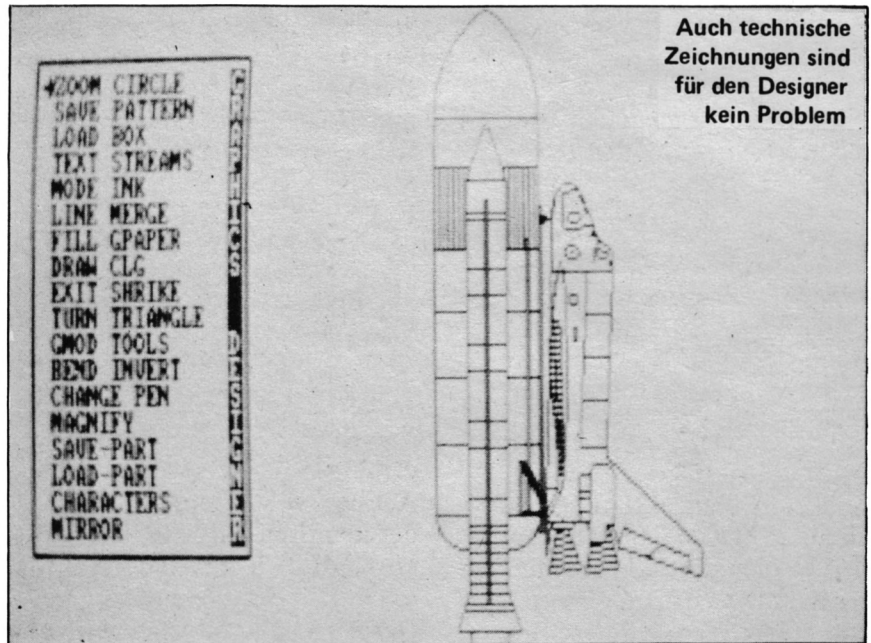 Auch technische
Zeichnungen sind
für den Designer
kein Problem
ZOOM CIRCLE
SAVE PATTERN
LOAD BOX
TEXT STREAMS
MODE INK
LINE MERGE
FILL GPAPER
DRAW CLG
EXIT SHRIKE
TURN TRIANGLE
GMOD TOOLS
BEND INVERT
CHANGE PEN
MAGNIFY
SAVE-PART
LOAD-PART
CHARACTERS
MIRROR
GRAPHICS DESIGNER